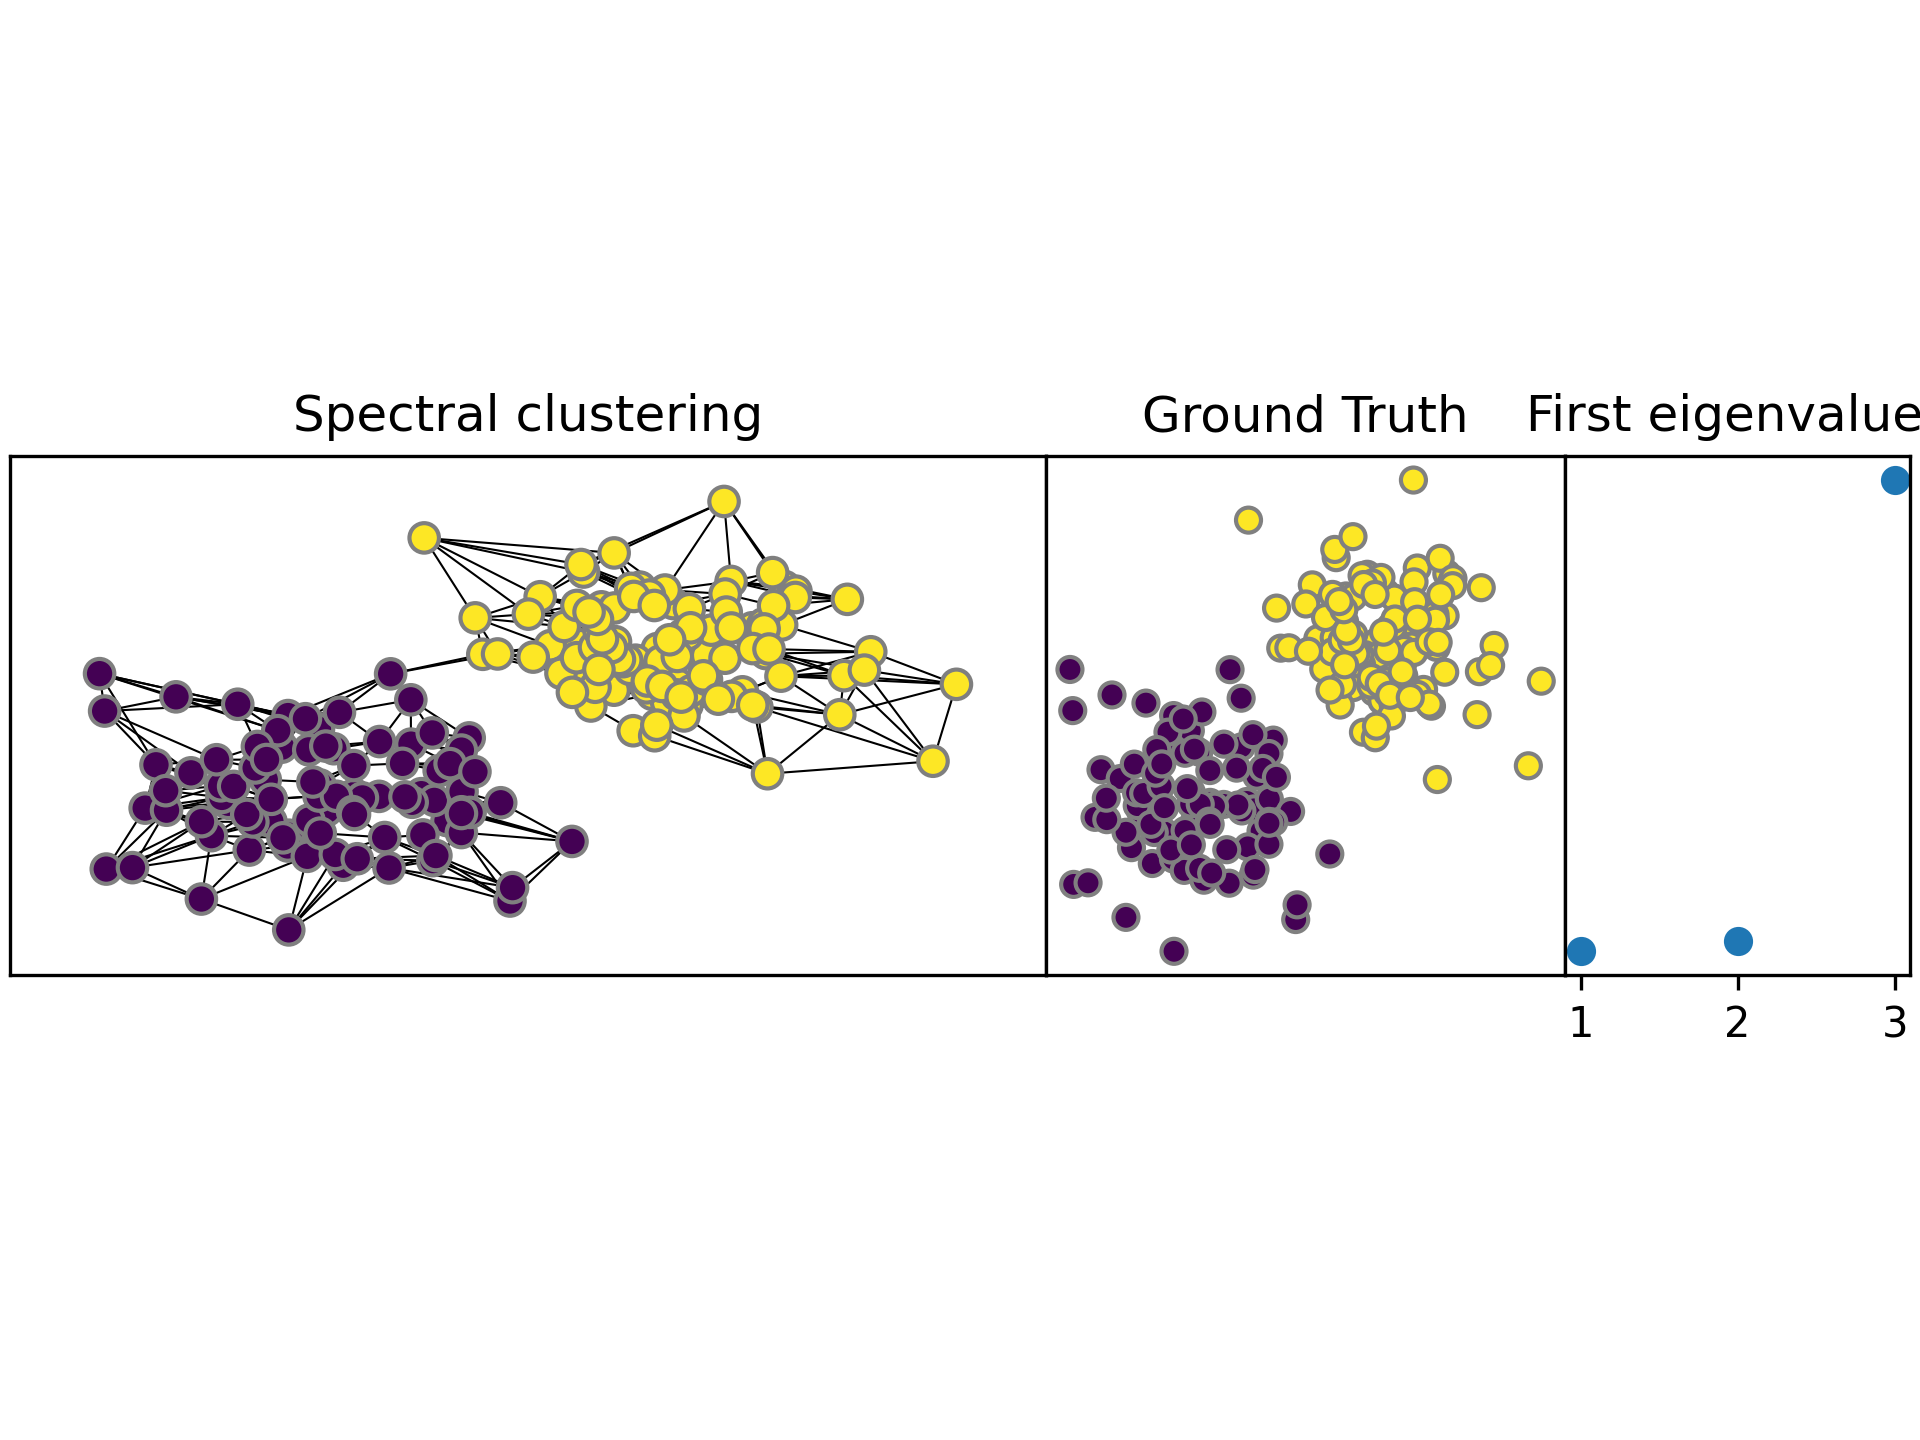 Spectral clustering
Ground Truth
First eigenvalue
1 2 3